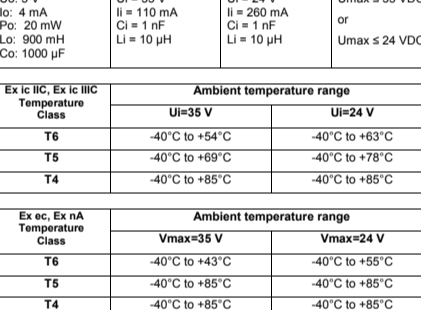 Io: 4 mA
Po: 20 mW
Lo: 900 mH
Co: 1000 µF
Ii = 110 mA
Ci = 1 nF
Li = 10 µH
Ii = 260 mA
Ci = 1 nF
Li = 10 µH
or
Umax ≤ 24 VDC
Ex ic IIC, Ex ic IIIC
Temperature
Class
Ambient temperature range
Ui=35 V Ui=24 V
T6 -40°C to +54°C -40°C to +63°C
T5 -40°C to +69°C -40°C to +78°C
T4 -40°C to +85°C -40°C to +85°C
Ex ec, Ex nA
Temperature
Class
Ambient temperature range
Vmax=35 V Vmax=24 V
T6 -40°C to +43°C -40°C to +55°C
T5 -40°C to +85°C -40°C to +85°C
T4 -40°C to +85°C -40°C to +85°C